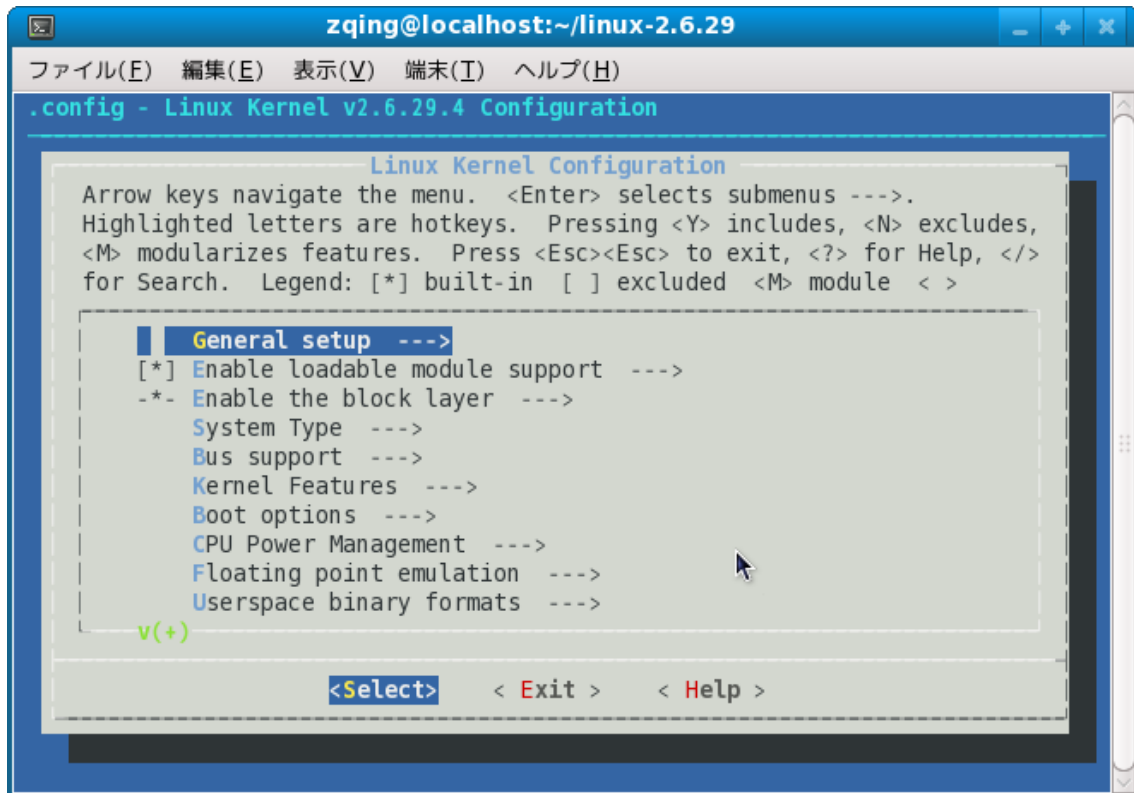 zqing@localhost:~/linux-2.6.29
ファイル(F) 編集(E) 表示(V) 端末(T) ヘルプ(H)
.config - Linux Kernel v2.6.29.4 Configuration
Linux Kernel Configuration
Arrow keys navigate the menu. <Enter> selects submenus --->.
Highlighted letters are hotkeys. Pressing <Y> includes, <N> excludes,
<M> modularizes features. Press <Esc><Esc> to exit, <?> for Help, </>
for Search. Legend: [*] built-in [ ] excluded <M> module < >
General setup --->
[*] Enable loadable module support --->
-*- Enable the block layer --->
System Type --->
Bus support --->
Kernel Features --->
Boot options --->
CPU Power Management --->
Floating point emulation --->
Userspace binary formats --->
v(+)
<Select> < Exit > < Help >